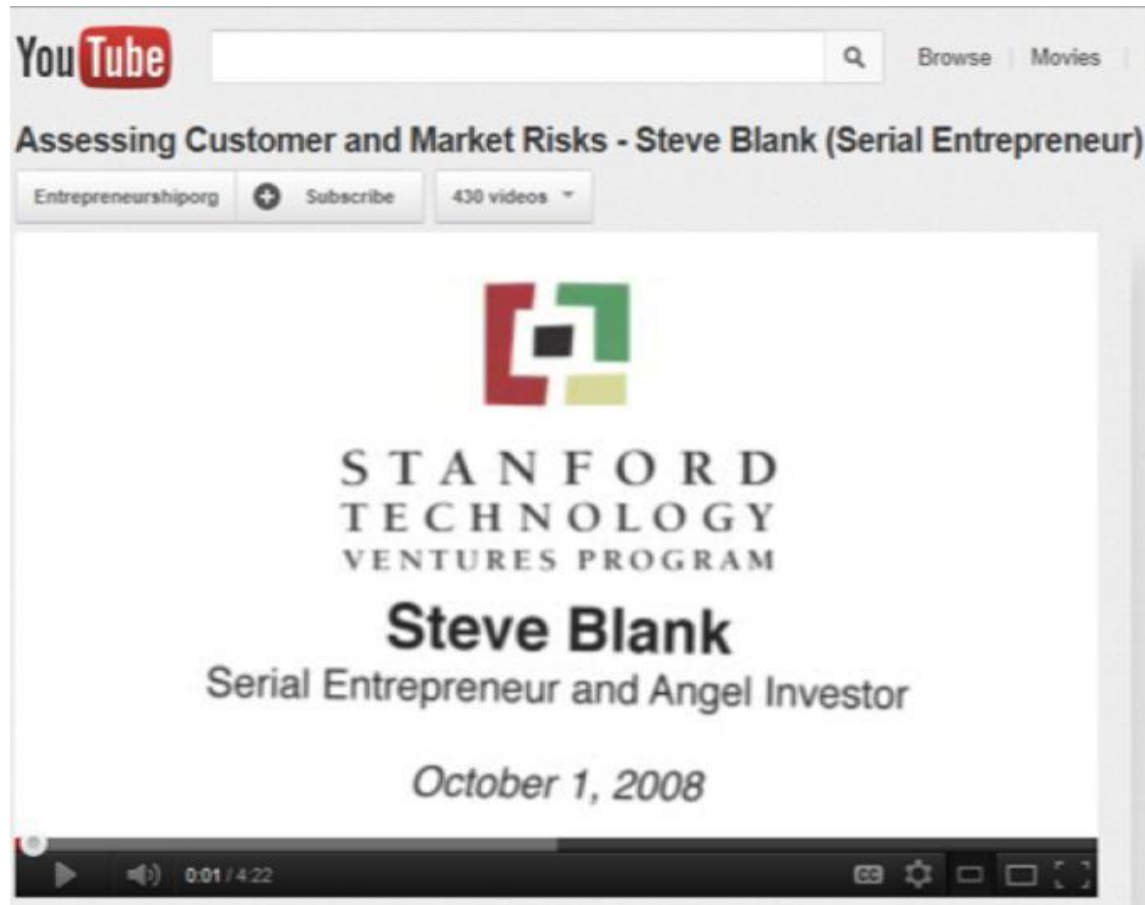 YouTube Browse Movies
Assessing Customer and Market Risks - Steve Blank (Serial Entrepreneur)
Entrepreneurshiporg Subscribe 430 videos
STANFORD
TECHNOLOGY
VENTURES PROGRAM
Steve Blank
Serial Entrepreneur and Angel Investor
October 1, 2008
0:01 / 4:22 CC